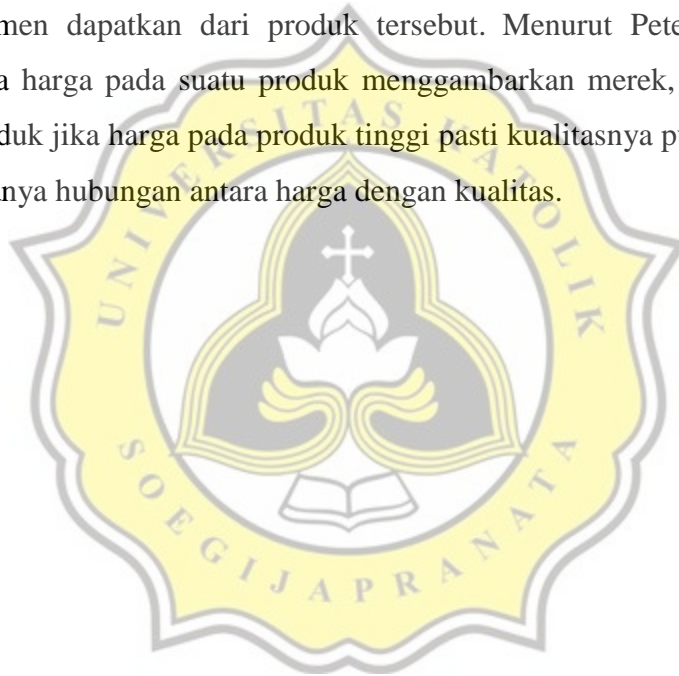 men dapatkan dari produk tersebut. Menurut Pete
a harga pada suatu produk menggambarkan merek,
duk jika harga pada produk tinggi pasti kualitasnya p
nya hubungan antara harga dengan kualitas.
UNIVERSITAS KATOLIK
SOEGIJAPRANATA